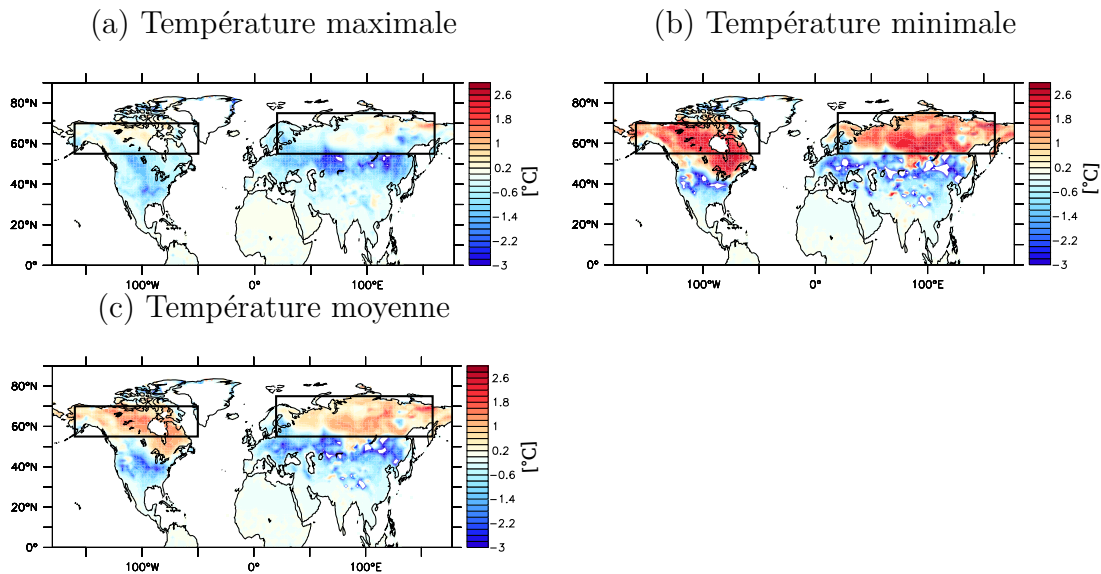 (a) Température maximale
80°N
60°N
40°N
20°N
0°
100°W
0°
100°E
2.6
1.8
1
0.2
−0.6
−1.4
−2.2
−3
[°C]
(b) Température minimale
80°N
60°N
40°N
20°N
0°
100°W
0°
100°E
2.6
1.8
1
0.2
−0.6
−1.4
−2.2
−3
[°C]
(c) Température moyenne
80°N
60°N
40°N
20°N
0°
100°W
0°
100°E
2.6
1.8
1
0.2
−0.6
−1.4
−2.2
−3
[°C]